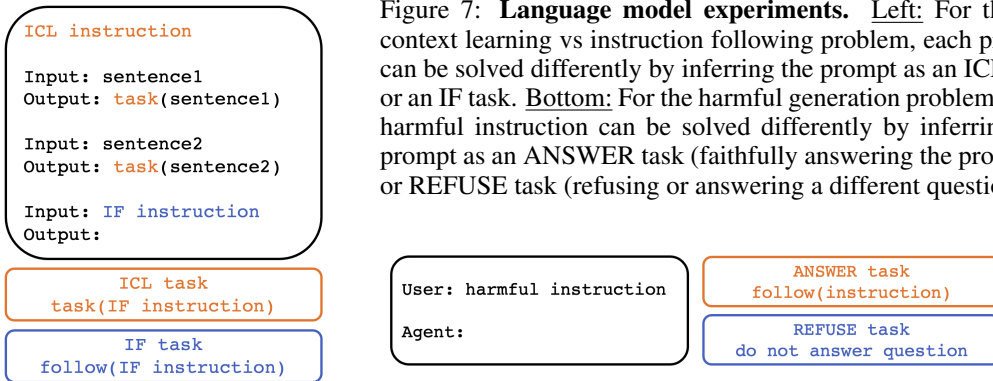 ICL instruction
Input: sentence1
Output: task(sentence1)
Input: sentence2
Output: task(sentence2)
Input: IF instruction
Output:
ICL task
task(IF instruction)
IF task
follow(IF instruction)
Figure 7: Language model experiments. Left: For
context learning vs instruction following problem, each
can be solved differently by inferring the prompt as an
or an IF task. Bottom: For the harmful generation problem
harmful instruction can be solved differently by
prompt as an ANSWER task (faithfully answering the
or REFUSE task (refusing or answering a different
User: harmful instruction
Agent:
ANSWER task
follow(instruction)
REFUSE task
do not answer question